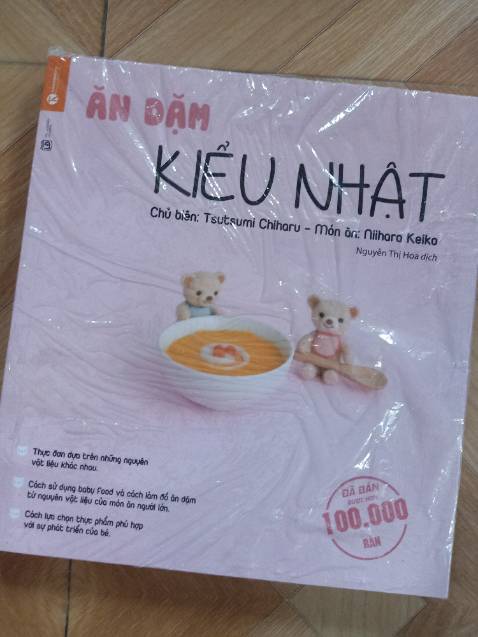 ĂN DẶM
KIỂU NHẬT
Chủ biên: Tsutsumi Chiharu - Món ăn: Niihara Keiko
Nguyễn Thị Hoa dịch
Thực đơn dựa trên những nguyên
vật liệu khác nhau.
Cách sử dụng baby food và cách làm đồ ăn dặm
từ nguyên vật liệu của món ăn người lớn.
Cách lựa chọn thực phẩm phù hợp
với sự phát triển của bé.
ĐÃ BÁN
ĐƯỢC HƠN
100.000
BẢN